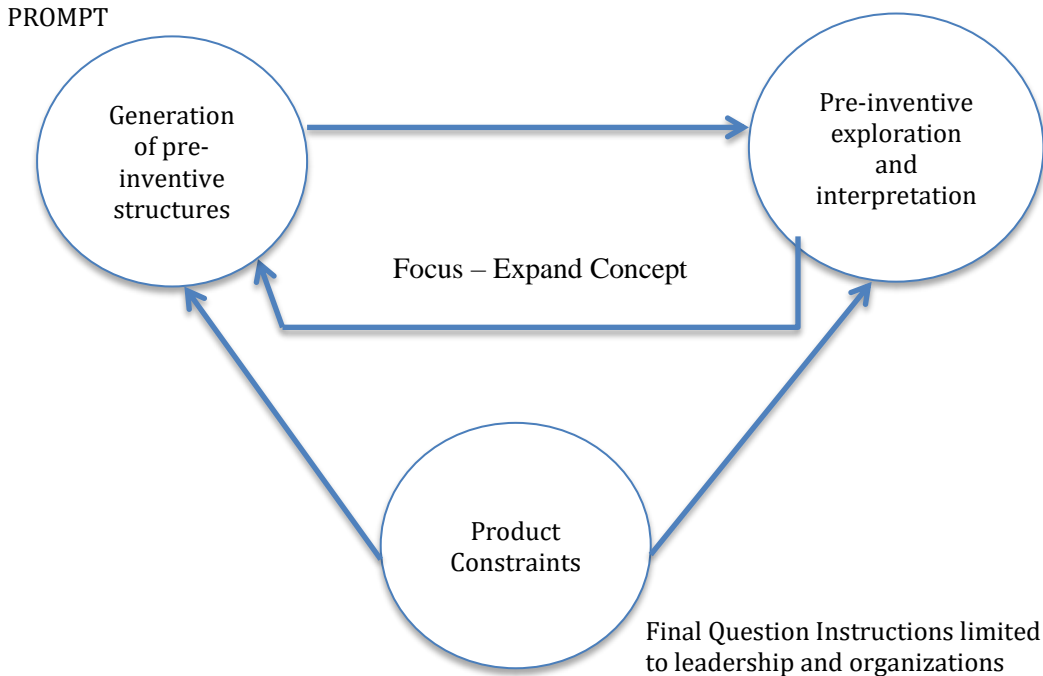 PROMPT
Generation
of pre-
inventive
structures
Pre-inventive
exploration
and
interpretation
Focus – Expand Concept
Product
Constraints
Final Question Instructions limited
to leadership and organizations